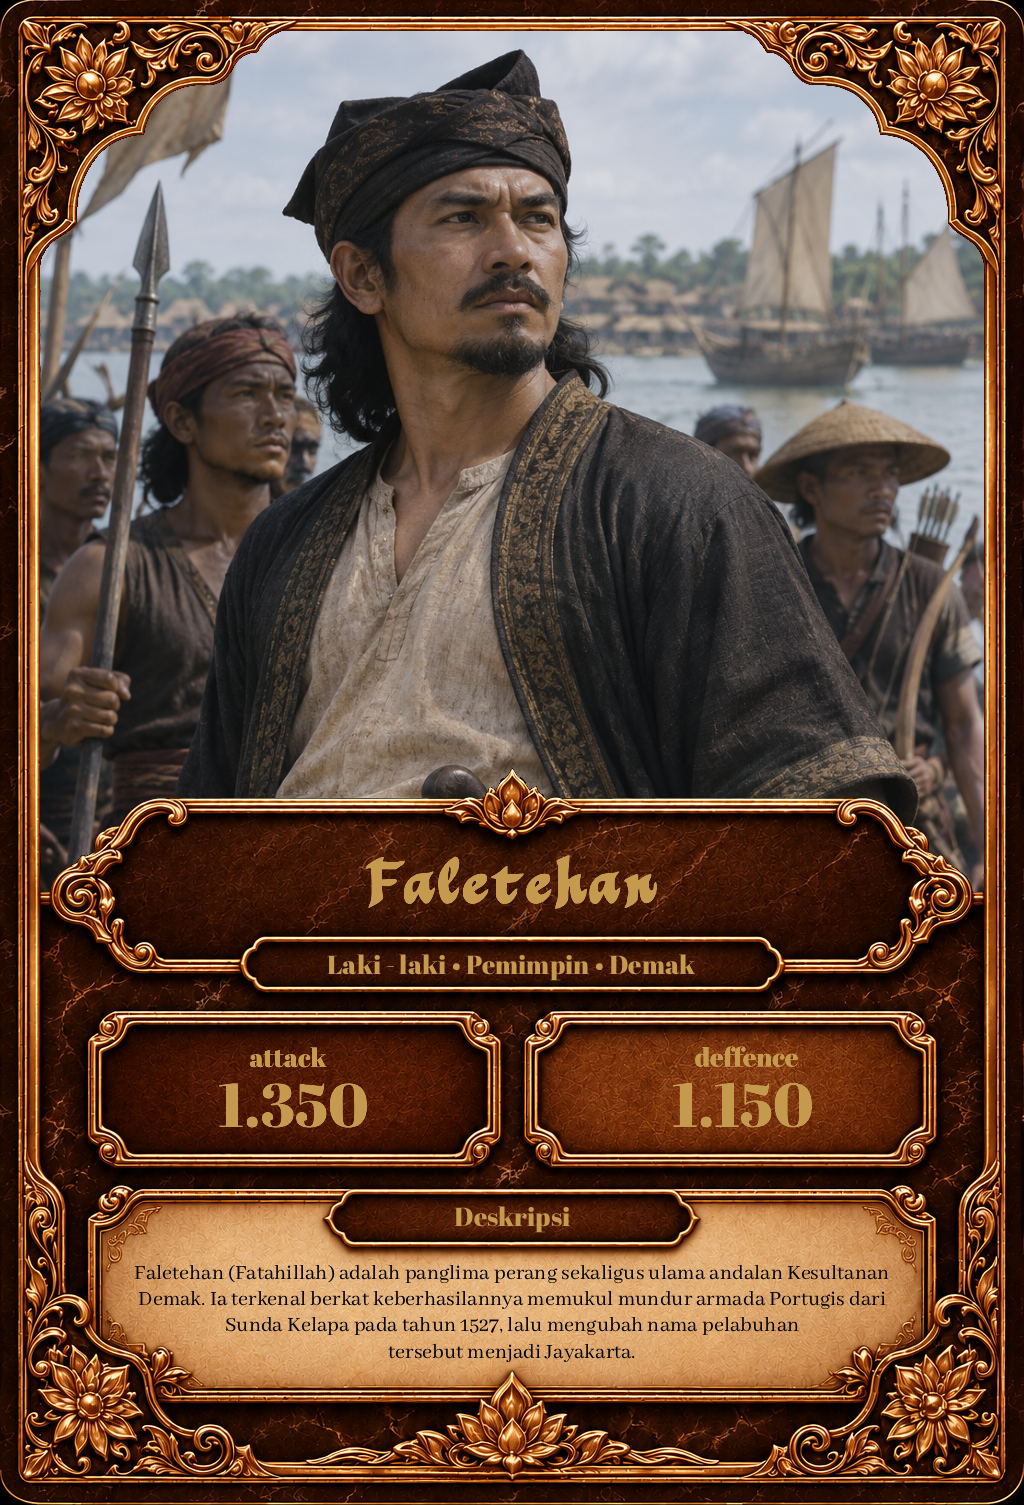 Faletehan
Laki - laki • Pemimpin • Demak
attack
1.350
deffence
1.150
Deskripsi
Faletehan (Fatahillah) adalah panglima perang sekaligus ulama andalan Kesultanan
Demak. Ia terkenal berkat keberhasilannya memukul mundur armada Portugis dari
Sunda Kelapa pada tahun 1527, lalu mengubah nama pelabuhan
tersebut menjadi Jayakarta.